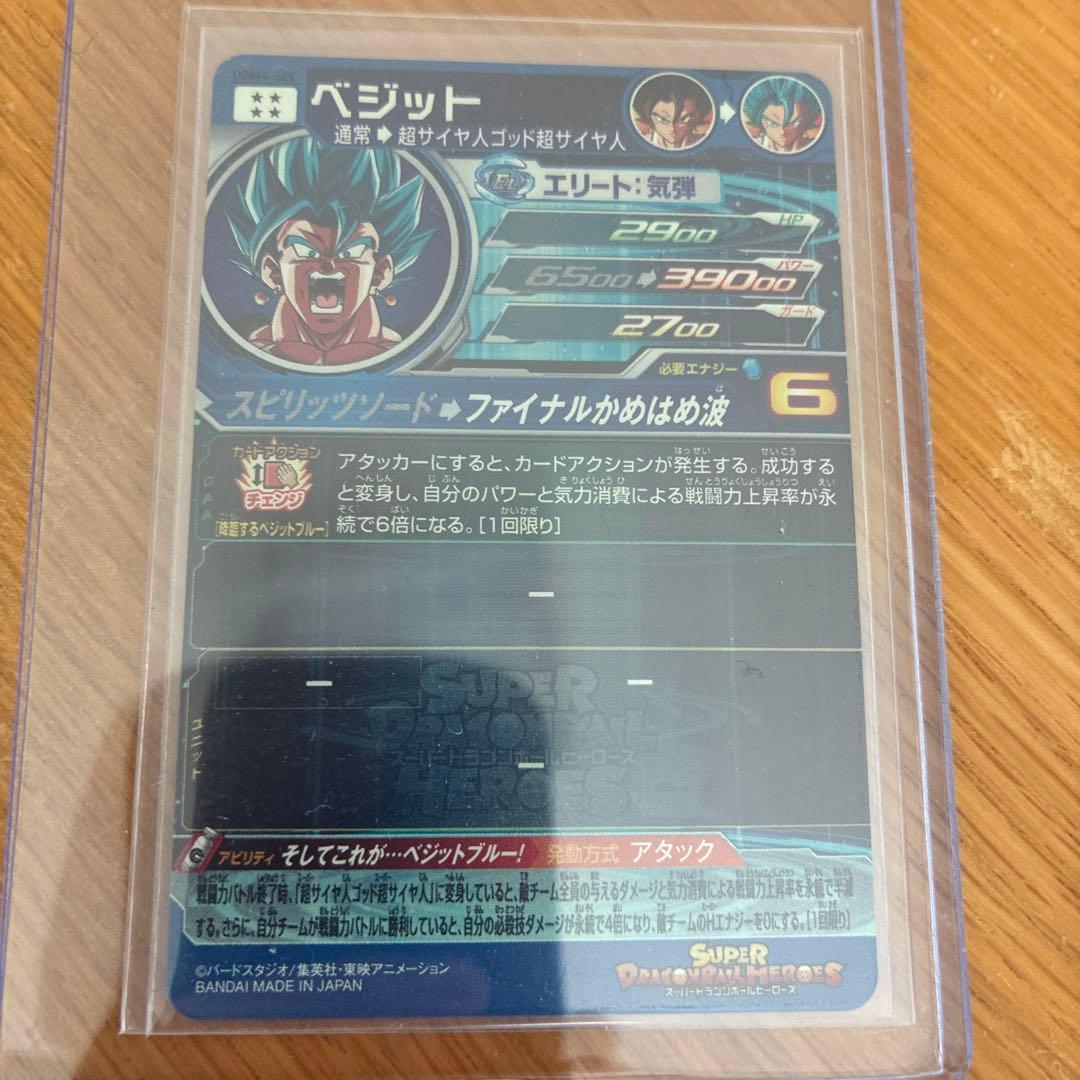 UGM4-SEC
★★
★★
ベジット
通常➡超サイヤ人ゴッド超サイヤ人
EL エリート:気弾
HP
2900
パワー
6500➡39000
ガード
2700
必要エナジー 6
スピリッツソード➡ファイナルかめはめ波
カードアクション
チェンジ
[降臨するベジットブルー]
アタッカーにすると、カードアクションが発生する。成功する
と変身し、自分のパワーと気力消費による戦闘力上昇率が永
続で6倍になる。[1回限り]
CAA
ー
ー ー
ユニット
ー
SUPER
DRAGONBALL
スーパードラゴンボールヒーローズ
HEROES
アビリティ そしてこれが…ベジットブルー! 発動方式 アタック
戦闘力バトル終了時、「超サイヤ人ゴッド超サイヤ人」に変身していると、敵チーム全員の与えるダメージと気力消費による戦闘力上昇率を永続で半減
する。さらに、自分チームが戦闘力バトルに勝利していると、自分の必殺技ダメージが永続で4倍になり、敵チームのHエナジーを0にする。[1回限り]
©バードスタジオ/集英社・東映アニメーション
BANDAI MADE IN JAPAN
SUPER
DRAGONBALL HEROES
スーパードラゴンボールヒーローズ